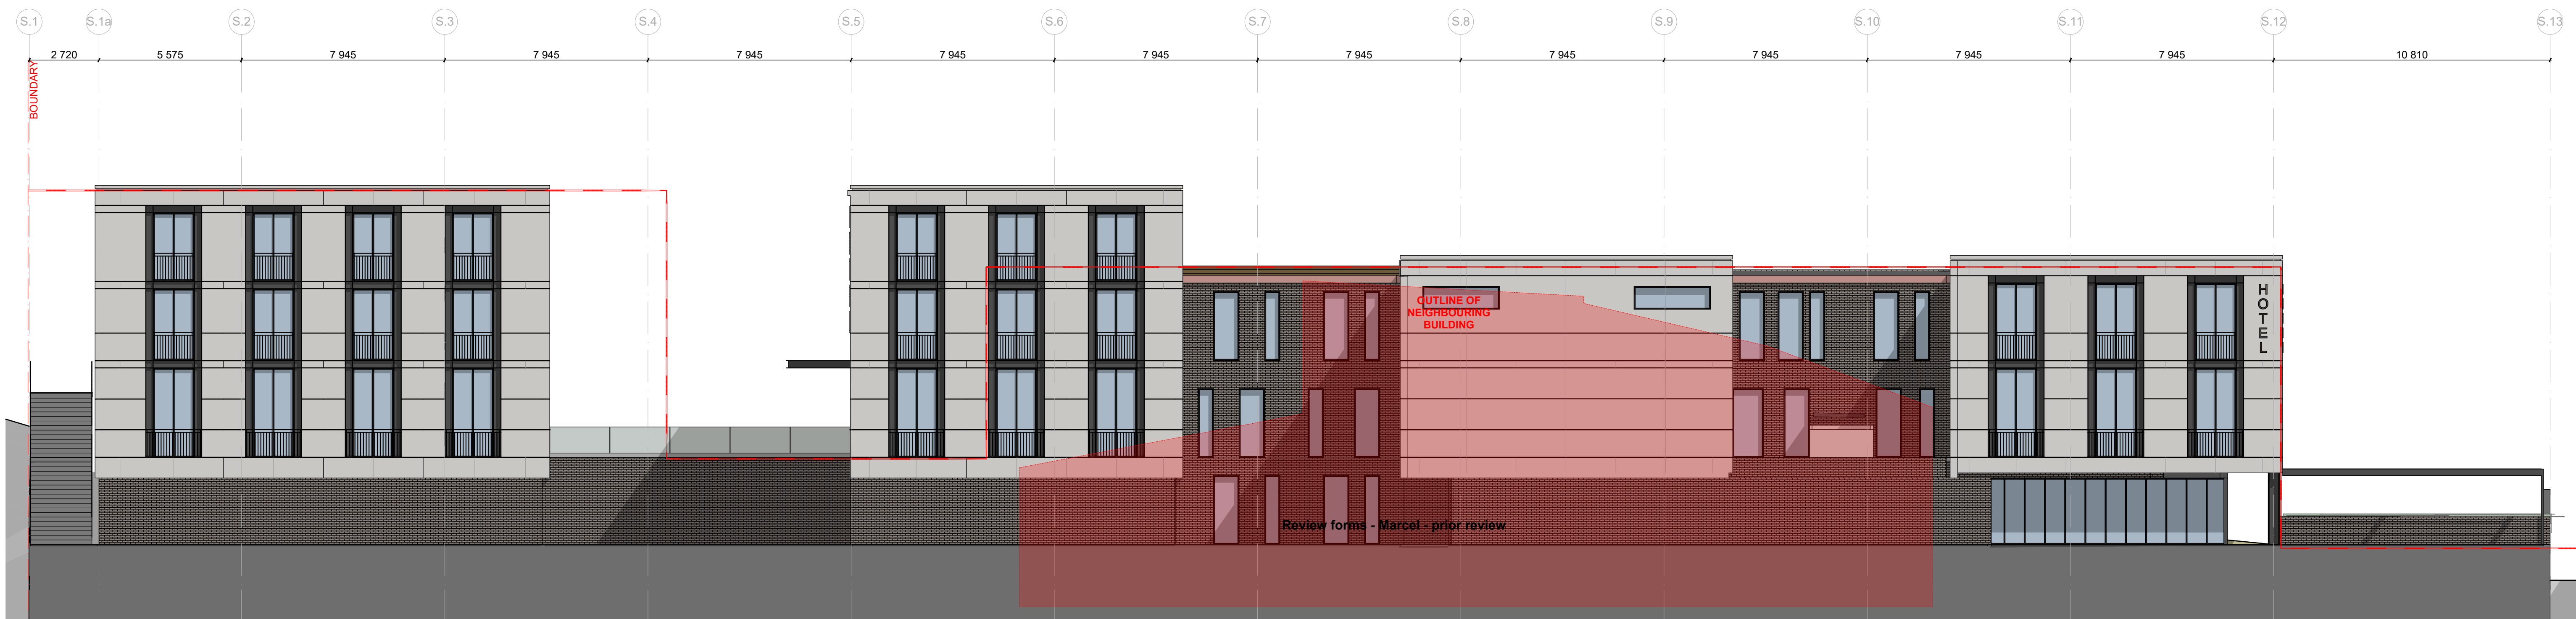 S.1 S.1a S.2 S.3 S.4 S.5 S.6 S.7 S.8 S.9 S.10 S.11 S.12 S.13
2 720 5 575 7 945 7 945 7 945 7 945 7 945 7 945 7 945 7 945 7 945 7 945 10 810
BOUNDARY
OUTLINE OF
NEIGHBOURING
BUILDING
H
O
T
E
L
Review forms - Marcel - prior review